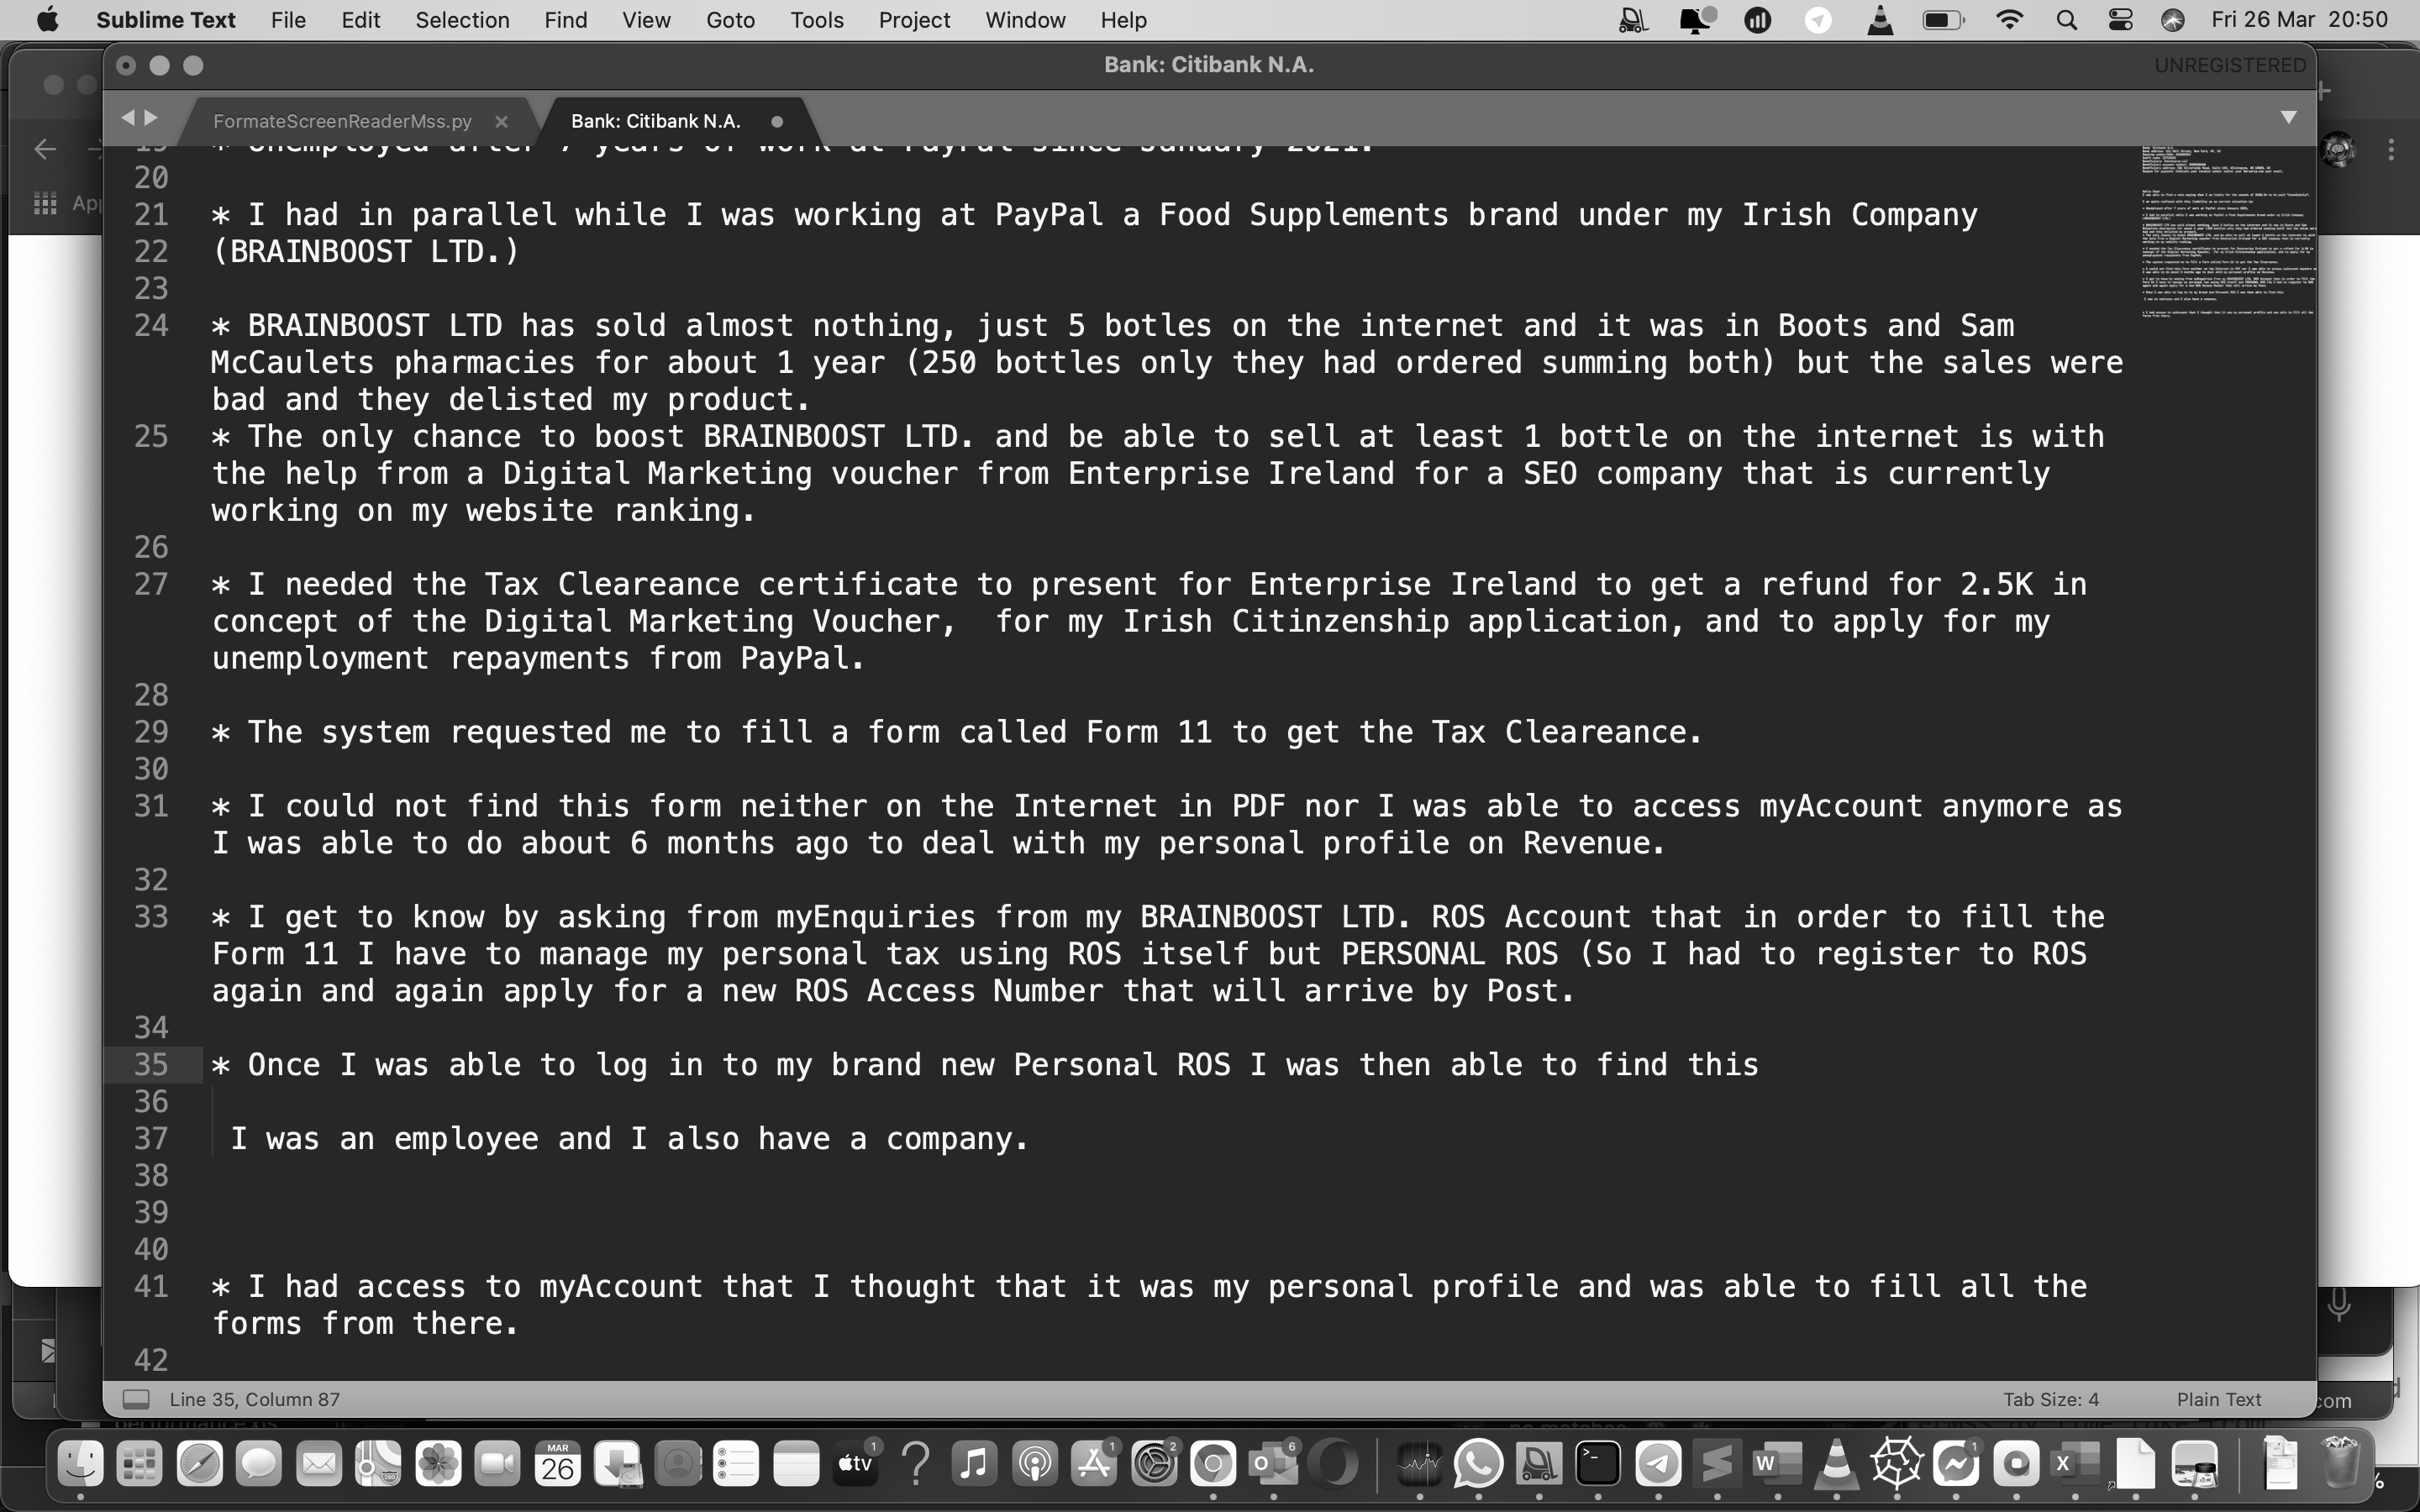 Sublime Text File Edit Selection Find View Goto Tools Project Window Help Fri 26 Mar 20:50
Bank: Citibank N.A. UNREGISTERED
FormateScreenReaderMss.py Bank: Citibank N.A.
19 * Unemployed after 7 years of work at PayPal since January 2021.
20
21 * I had in parallel while I was working at PayPal a Food Supplements brand under my Irish Company
22 (BRAINBOOST LTD.)
23
24 * BRAINBOOST LTD has sold almost nothing, just 5 botles on the internet and it was in Boots and Sam
McCaulets pharmacies for about 1 year (250 bottles only they had ordered summing both) but the sales were
bad and they delisted my product.
25 * The only chance to boost BRAINBOOST LTD. and be able to sell at least 1 bottle on the internet is with
the help from a Digital Marketing voucher from Enterprise Ireland for a SEO company that is currently
working on my website ranking.
26
27 * I needed the Tax Cleareance certificate to present for Enterprise Ireland to get a refund for 2.5K in
concept of the Digital Marketing Voucher,  for my Irish Citinzenship application, and to apply for my
unemployment repayments from PayPal.
28
29 * The system requested me to fill a form called Form 11 to get the Tax Cleareance.
30
31 * I could not find this form neither on the Internet in PDF nor I was able to access myAccount anymore as
I was able to do about 6 months ago to deal with my personal profile on Revenue.
32
33 * I get to know by asking from myEnquiries from my BRAINBOOST LTD. ROS Account that in order to fill the
Form 11 I have to manage my personal tax using ROS itself but PERSONAL ROS (So I had to register to ROS
again and again apply for a new ROS Access Number that will arrive by Post.
34
35 * Once I was able to log in to my brand new Personal ROS I was then able to find this
36
37 I was an employee and I also have a company.
38
39
40
41 * I had access to myAccount that I thought that it was my personal profile and was able to fill all the
forms from there.
42
Line 35, Column 87 Tab Size: 4 Plain Text
com
MAR
26
tv